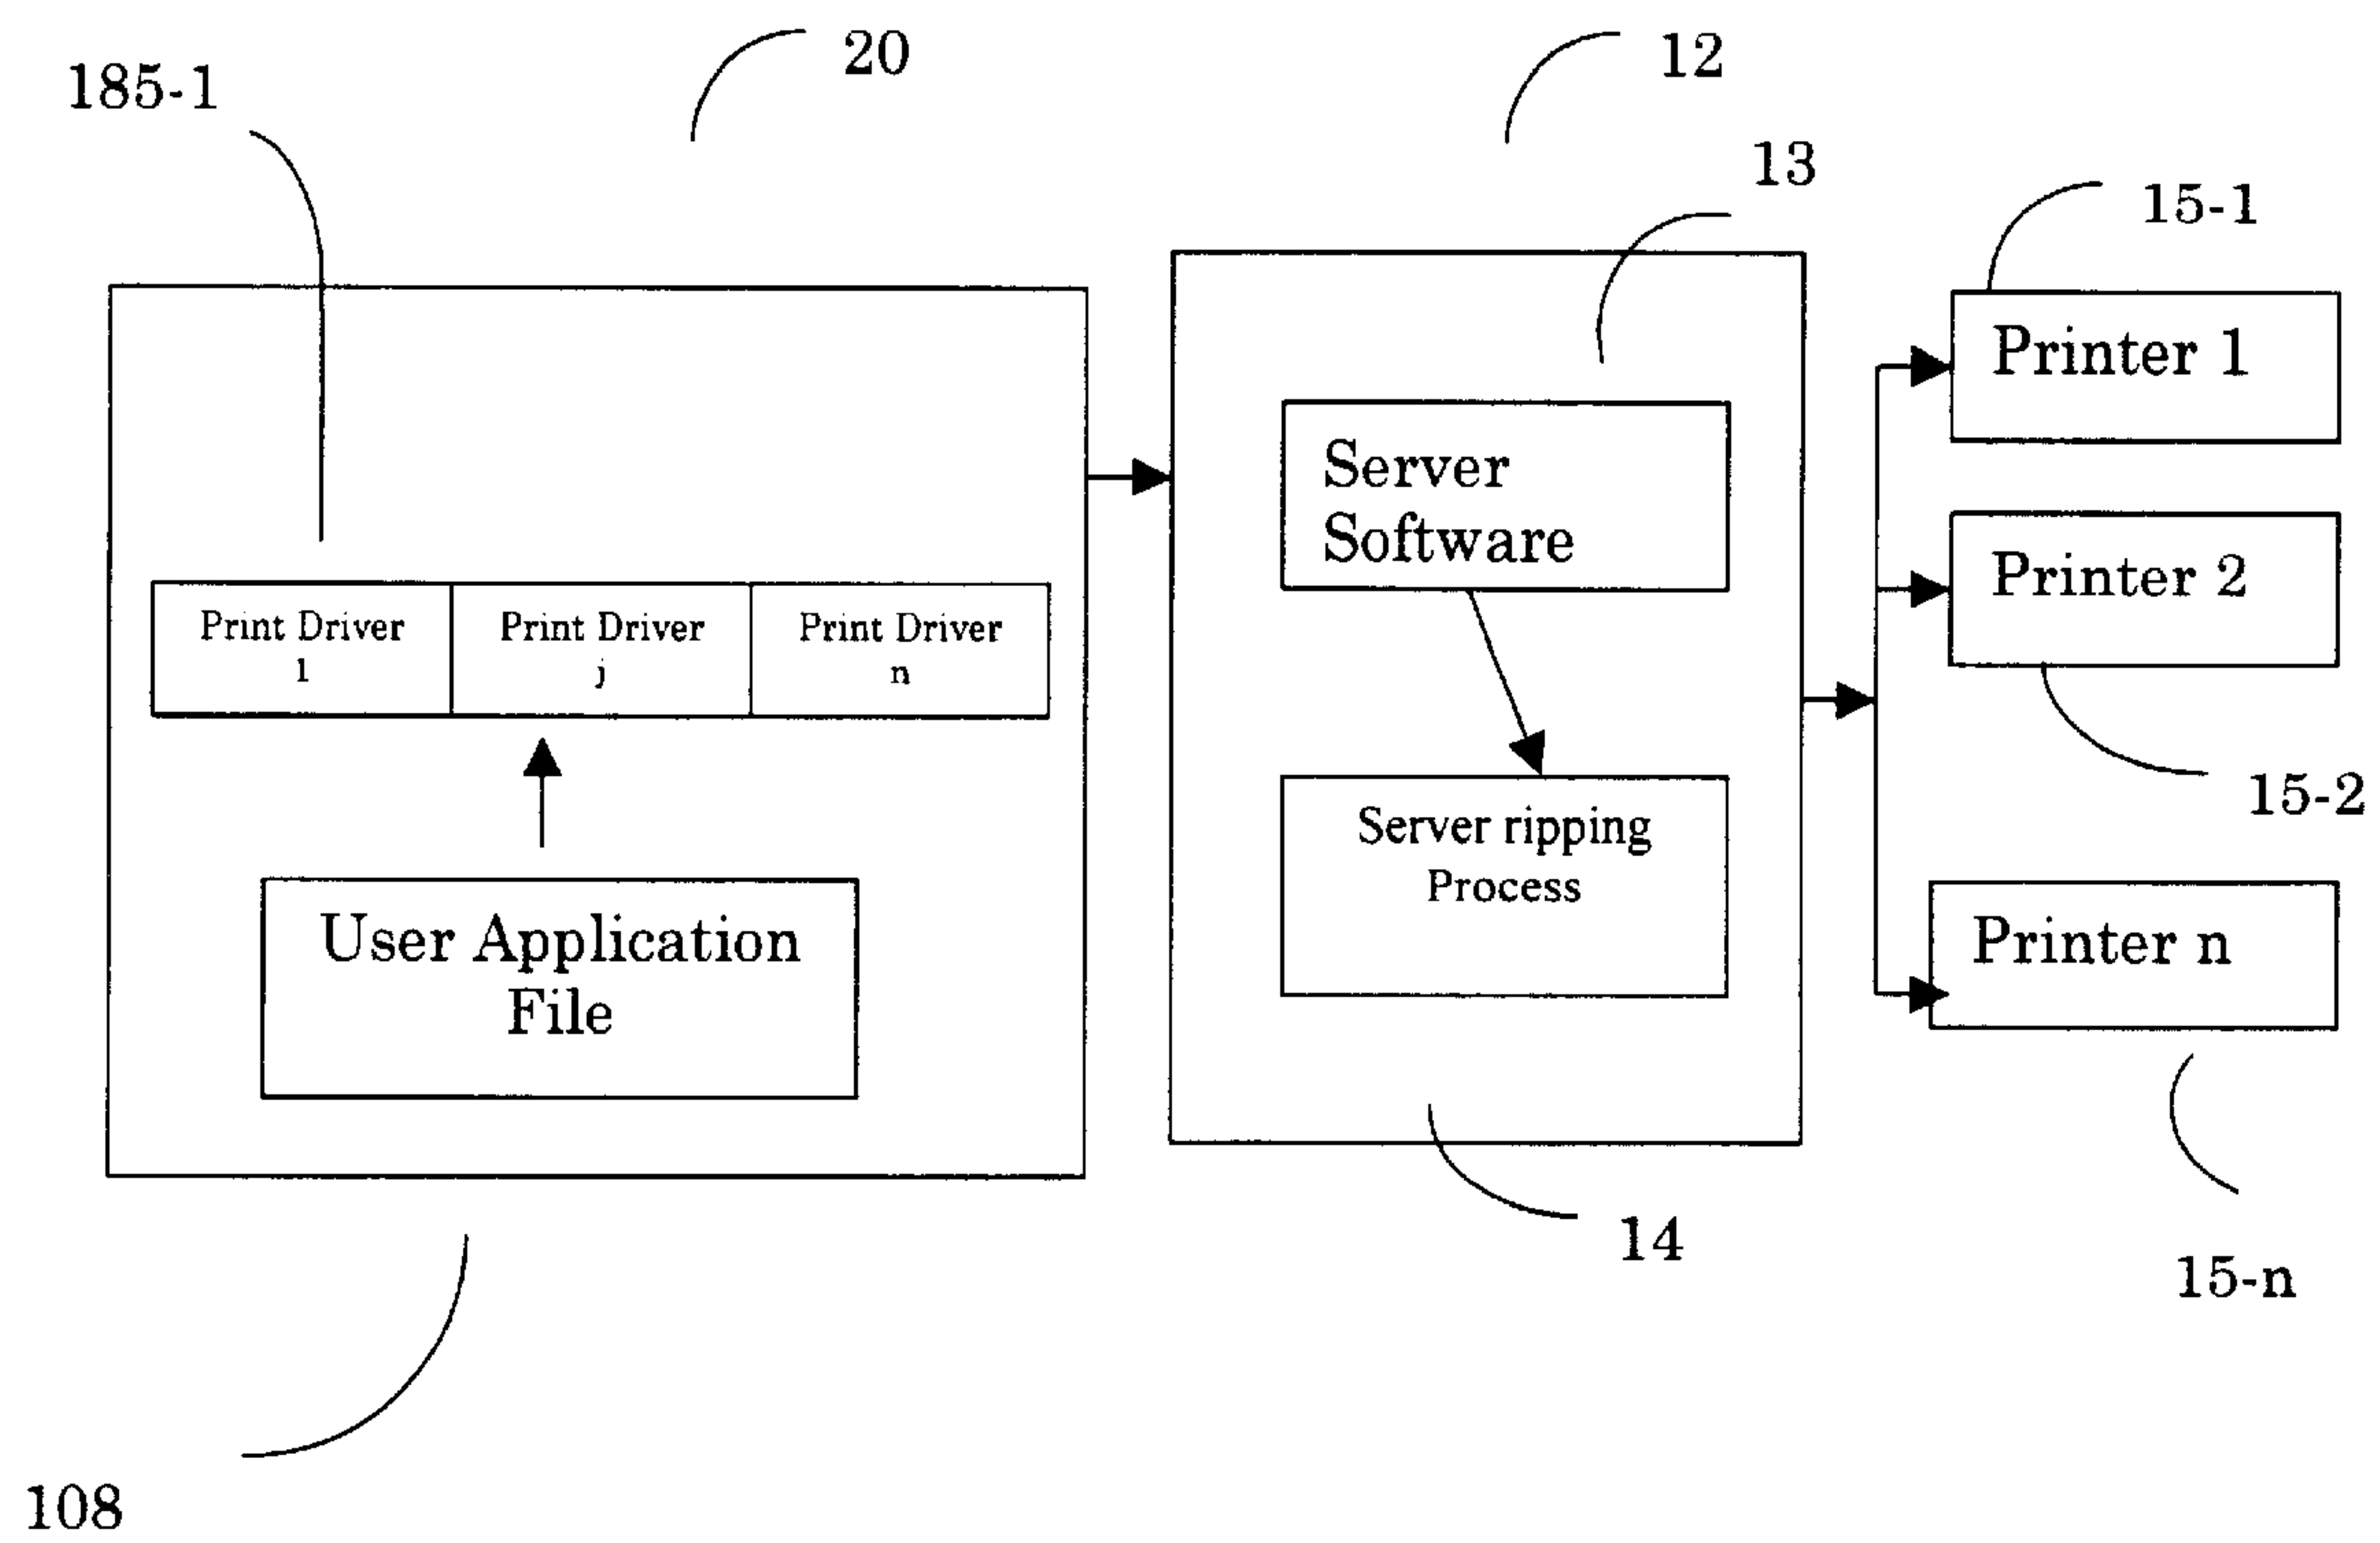 20
12
185-1
13
15-1
Printer 1
Server
Software
Printer 2
Print Driver
1
Print Driver
j
Print Driver
n
15-2
Server ripping
Process
User Application
File
Printer n
14
15-n
108